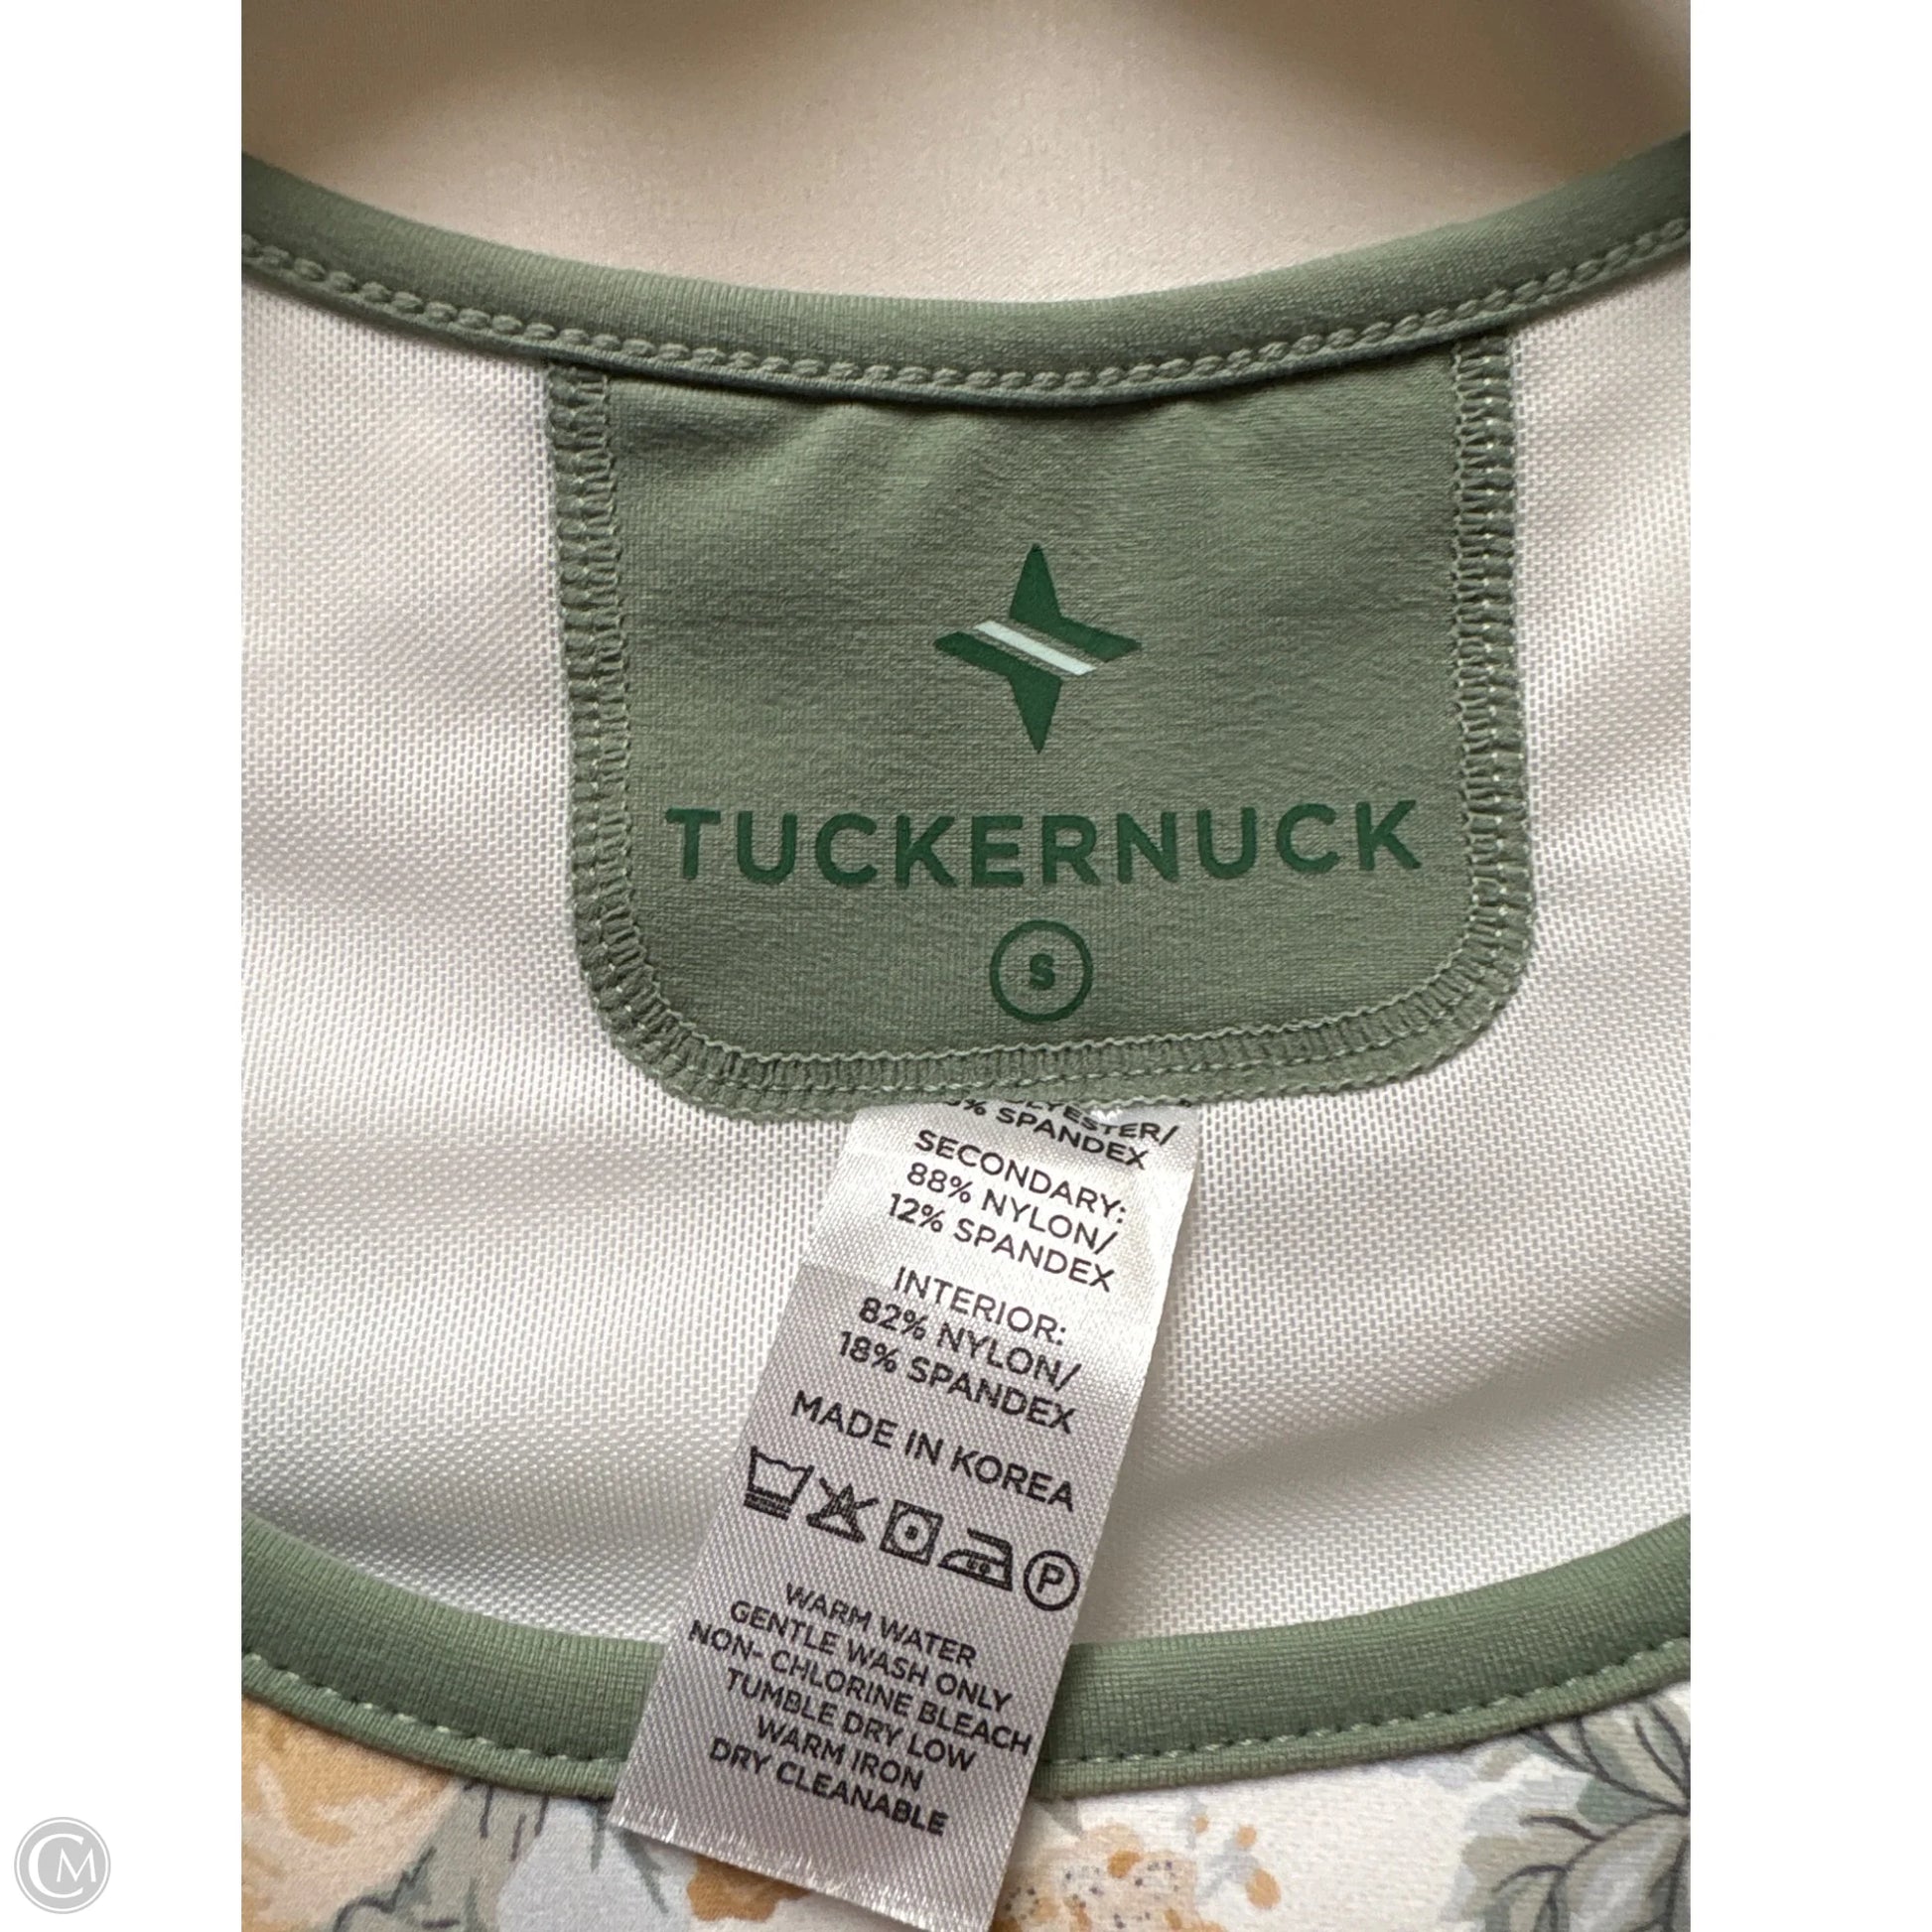 TUCKERNUCK
S
% SPANDEX
SECONDARY:
88% NYLON/
12% SPANDEX
INTERIOR:
82% NYLON/
18% SPANDEX
MADE IN KOREA
P
WARM WATER
GENTLE WASH ONLY
NON- CHLORINE BLEACH
TUMBLE DRY LOW
WARM IRON
DRY CLEANABLE
CM